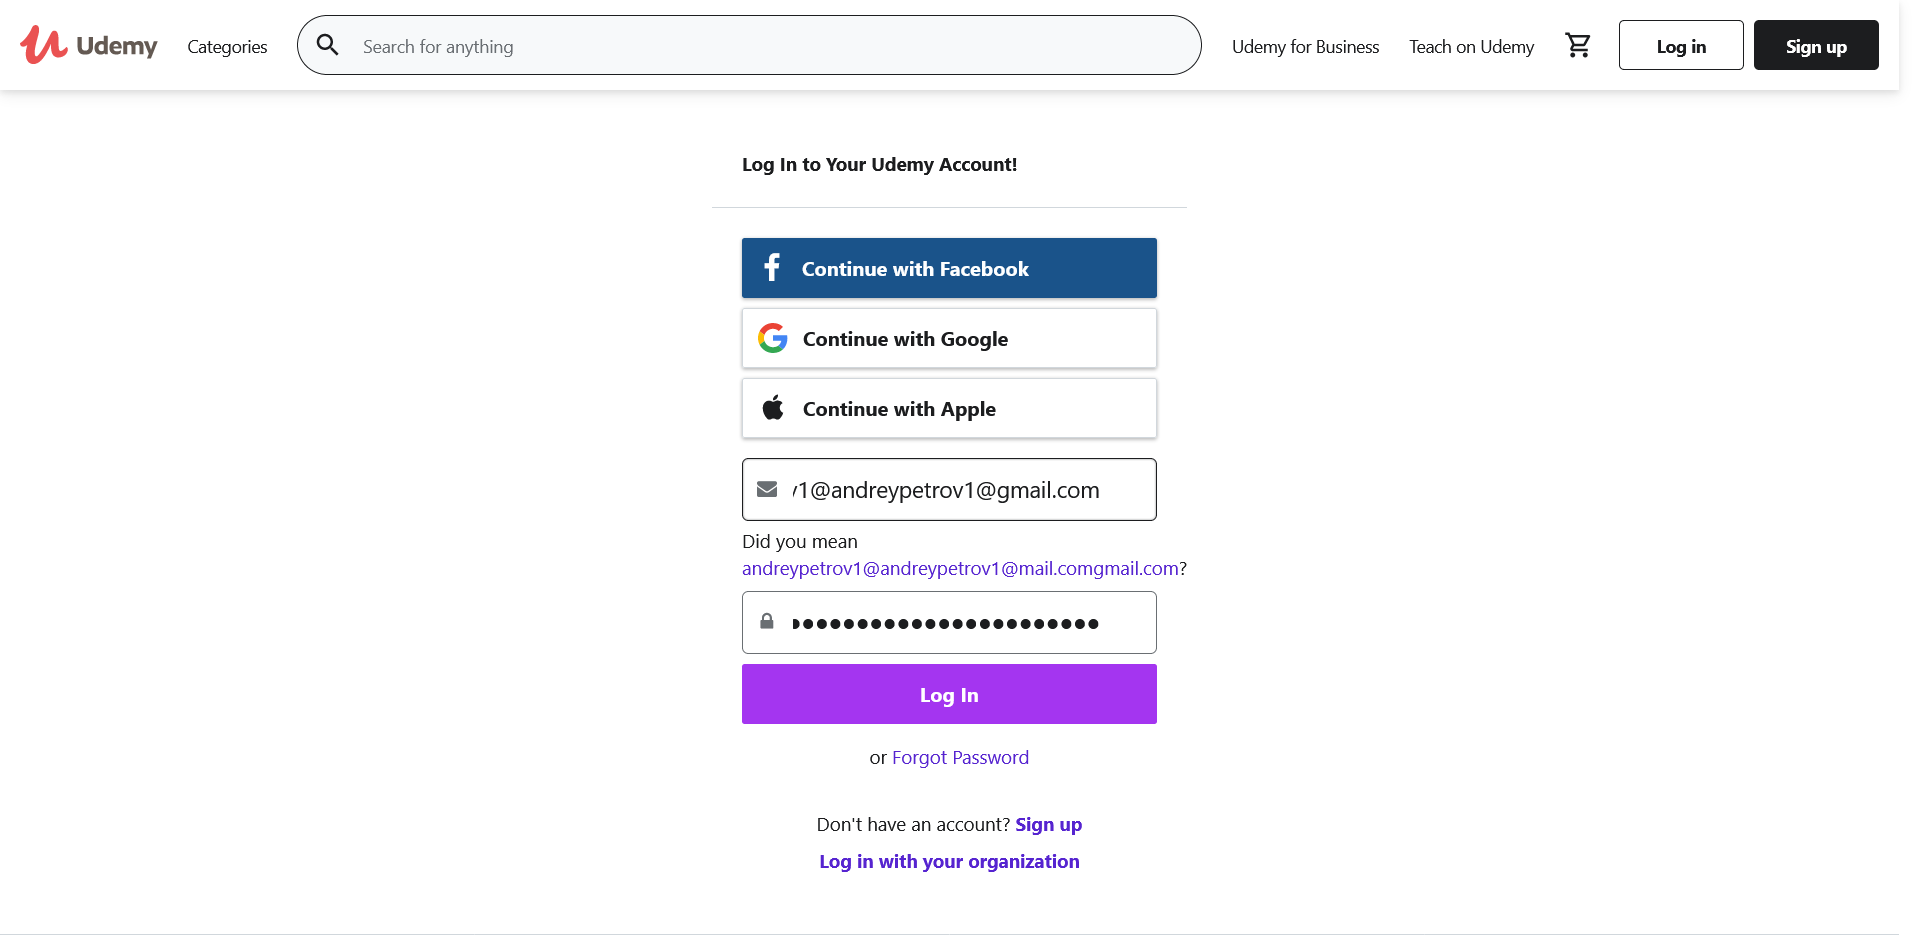 Udemy
Categories
Search for anything
Udemy for Business
Teach on Udemy
Log in
Sign up
Log In to Your Udemy Account!
Continue with Facebook
Continue with Google
Continue with Apple
v1@andreypetrov1@gmail.com
Did you mean
andreypetrov1@andreypetrov1@mail.comgmail.com?
Log In
or Forgot Password
Don't have an account? Sign up
Log in with your organization